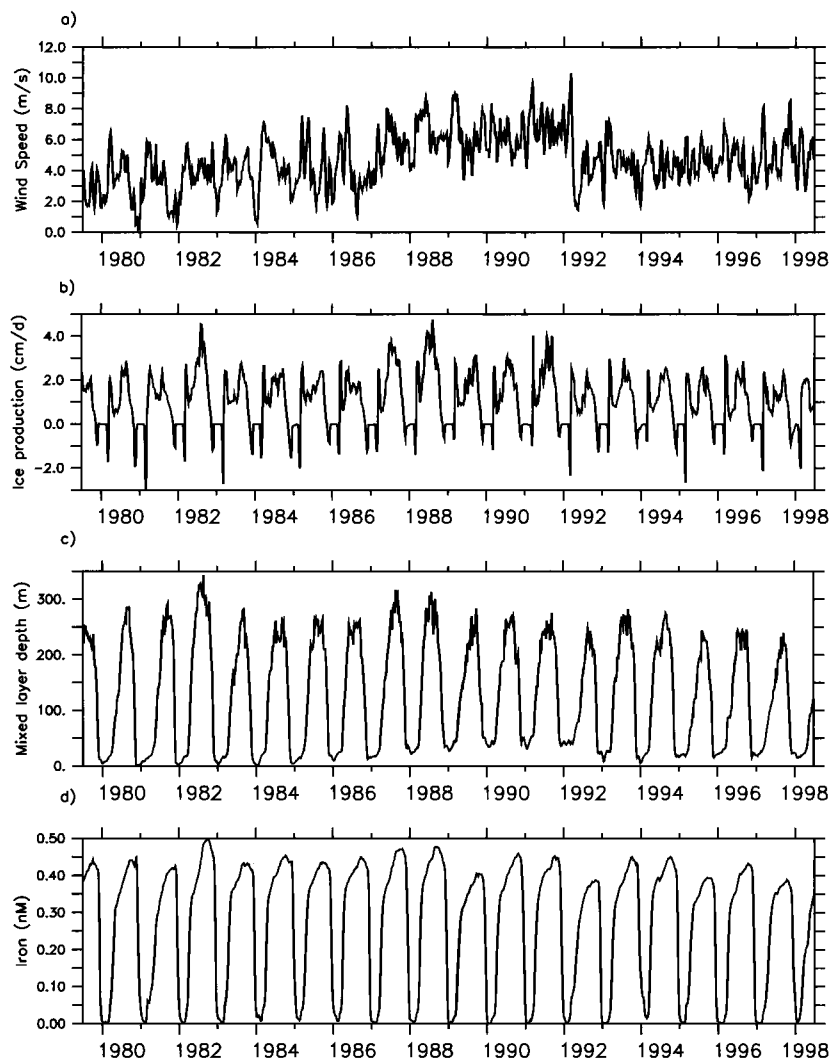 a)
Wind Speed (m/s)
12.0
10.0
8.0
6.0
4.0
2.0
0.0
1980 1982 1984 1986 1988 1990 1992 1994 1996 1998
b)
Ice production (cm/d)
4.0
2.0
0.0
-2.0
1980 1982 1984 1986 1988 1990 1992 1994 1996 1998
c)
Mixed layer depth (m)
300.
200.
100.
0.
1980 1982 1984 1986 1988 1990 1992 1994 1996 1998
d)
Iron (nM)
0.50
0.40
0.30
0.20
0.10
0.00
1980 1982 1984 1986 1988 1990 1992 1994 1996 1998